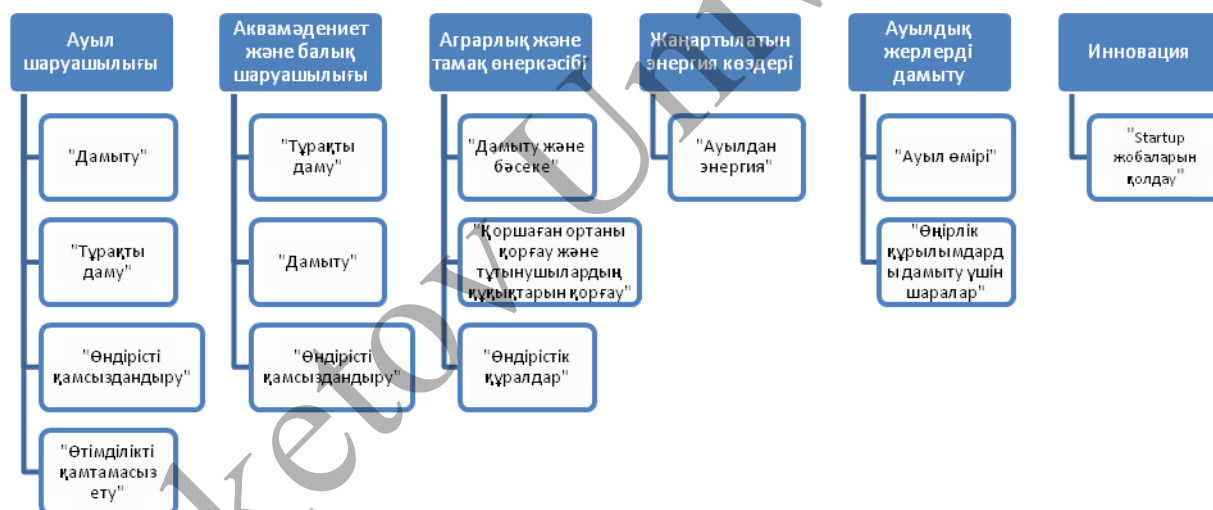 Ауыл
шаруашылығы
"Дамыту"
"Тұрақты
даму"
"Өндірісті
қамсыздандыру"
"Өтімділікті
қамтамасыз
ету"
Аквамәдениет
және балық
шаруашылығы
"Тұрақты
даму"
"Дамыту"
"Өндірісті
қамсыздандыру"
Аграрлық және
тамақ өнеркәсібі
"Дамыту және
бәсеке"
"Қоршаған ортаны
қорғау және
тұтынушылардың
құқықтарын қорғау"
"Өндірістік
құралдар"
Жаңартылатын
энергия көздері
"Ауылдан
энергия"
Ауылдық
жерлерді
дамыту
"Ауыл өмірі"
"Өңірлік
құрылымдард
ы дамыту үшін
шаралар"
Инновация
"Startup
жобаларын
қолдау"
ketov Uni